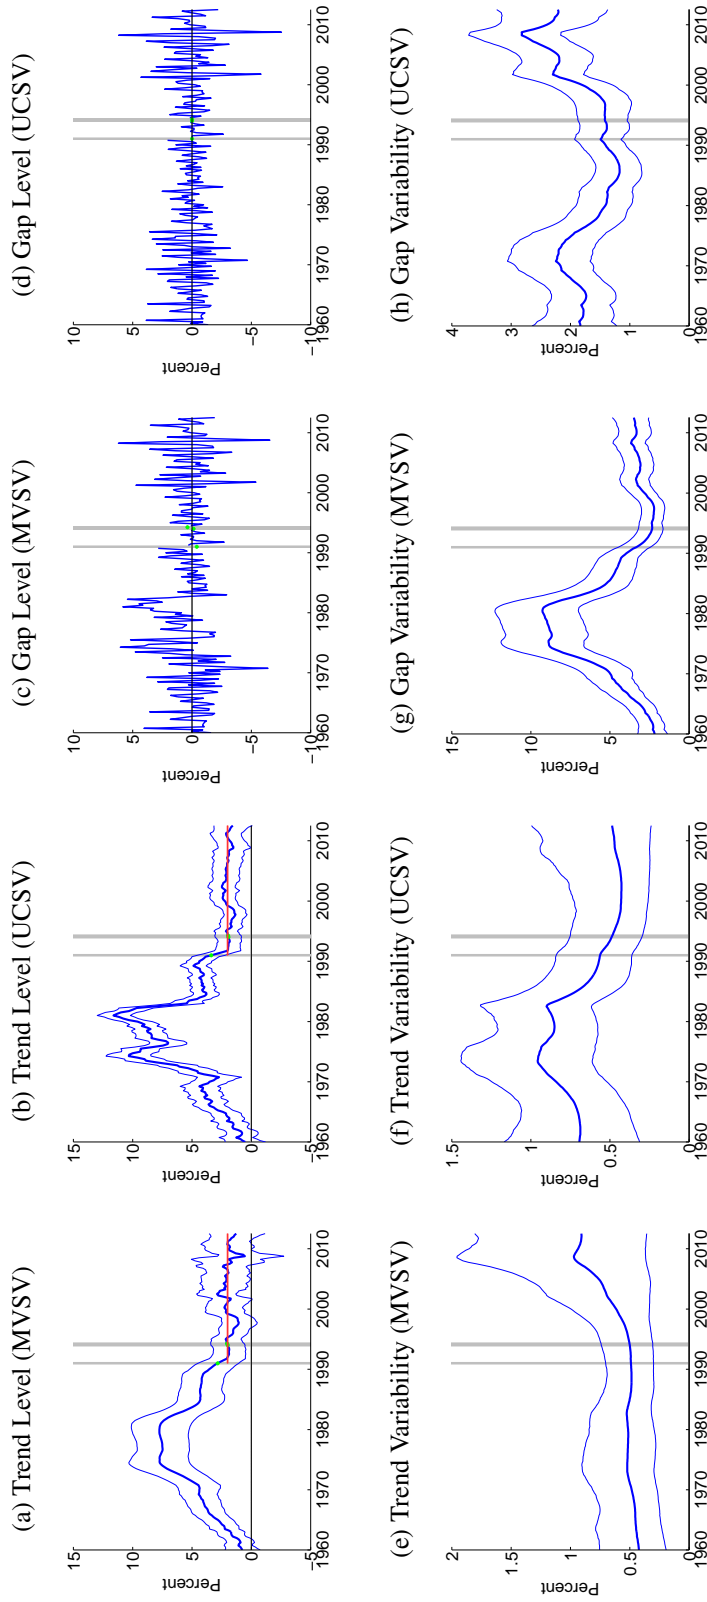 (a) Trend Level (MVSV)
15
10
5
0
−5
Percent
1960 1970 1980 1990 2000 2010
(b) Trend Level (UCSV)
15
10
5
0
−5
Percent
1960 1970 1980 1990 2000 2010
(c) Gap Level (MVSV)
10
5
0
−5
−10
Percent
1960 1970 1980 1990 2000 2010
(d) Gap Level (UCSV)
10
5
0
−5
−10
Percent
1960 1970 1980 1990 2000 2010
(e) Trend Variability (MVSV)
2
1.5
1
0.5
0
Percent
1960 1970 1980 1990 2000 2010
(f) Trend Variability (UCSV)
1.5
1
0.5
0
Percent
1960 1970 1980 1990 2000 2010
(g) Gap Variability (MVSV)
15
10
5
0
Percent
1960 1970 1980 1990 2000 2010
(h) Gap Variability (UCSV)
4
3
2
1
0
Percent
1960 1970 1980 1990 2000 2010